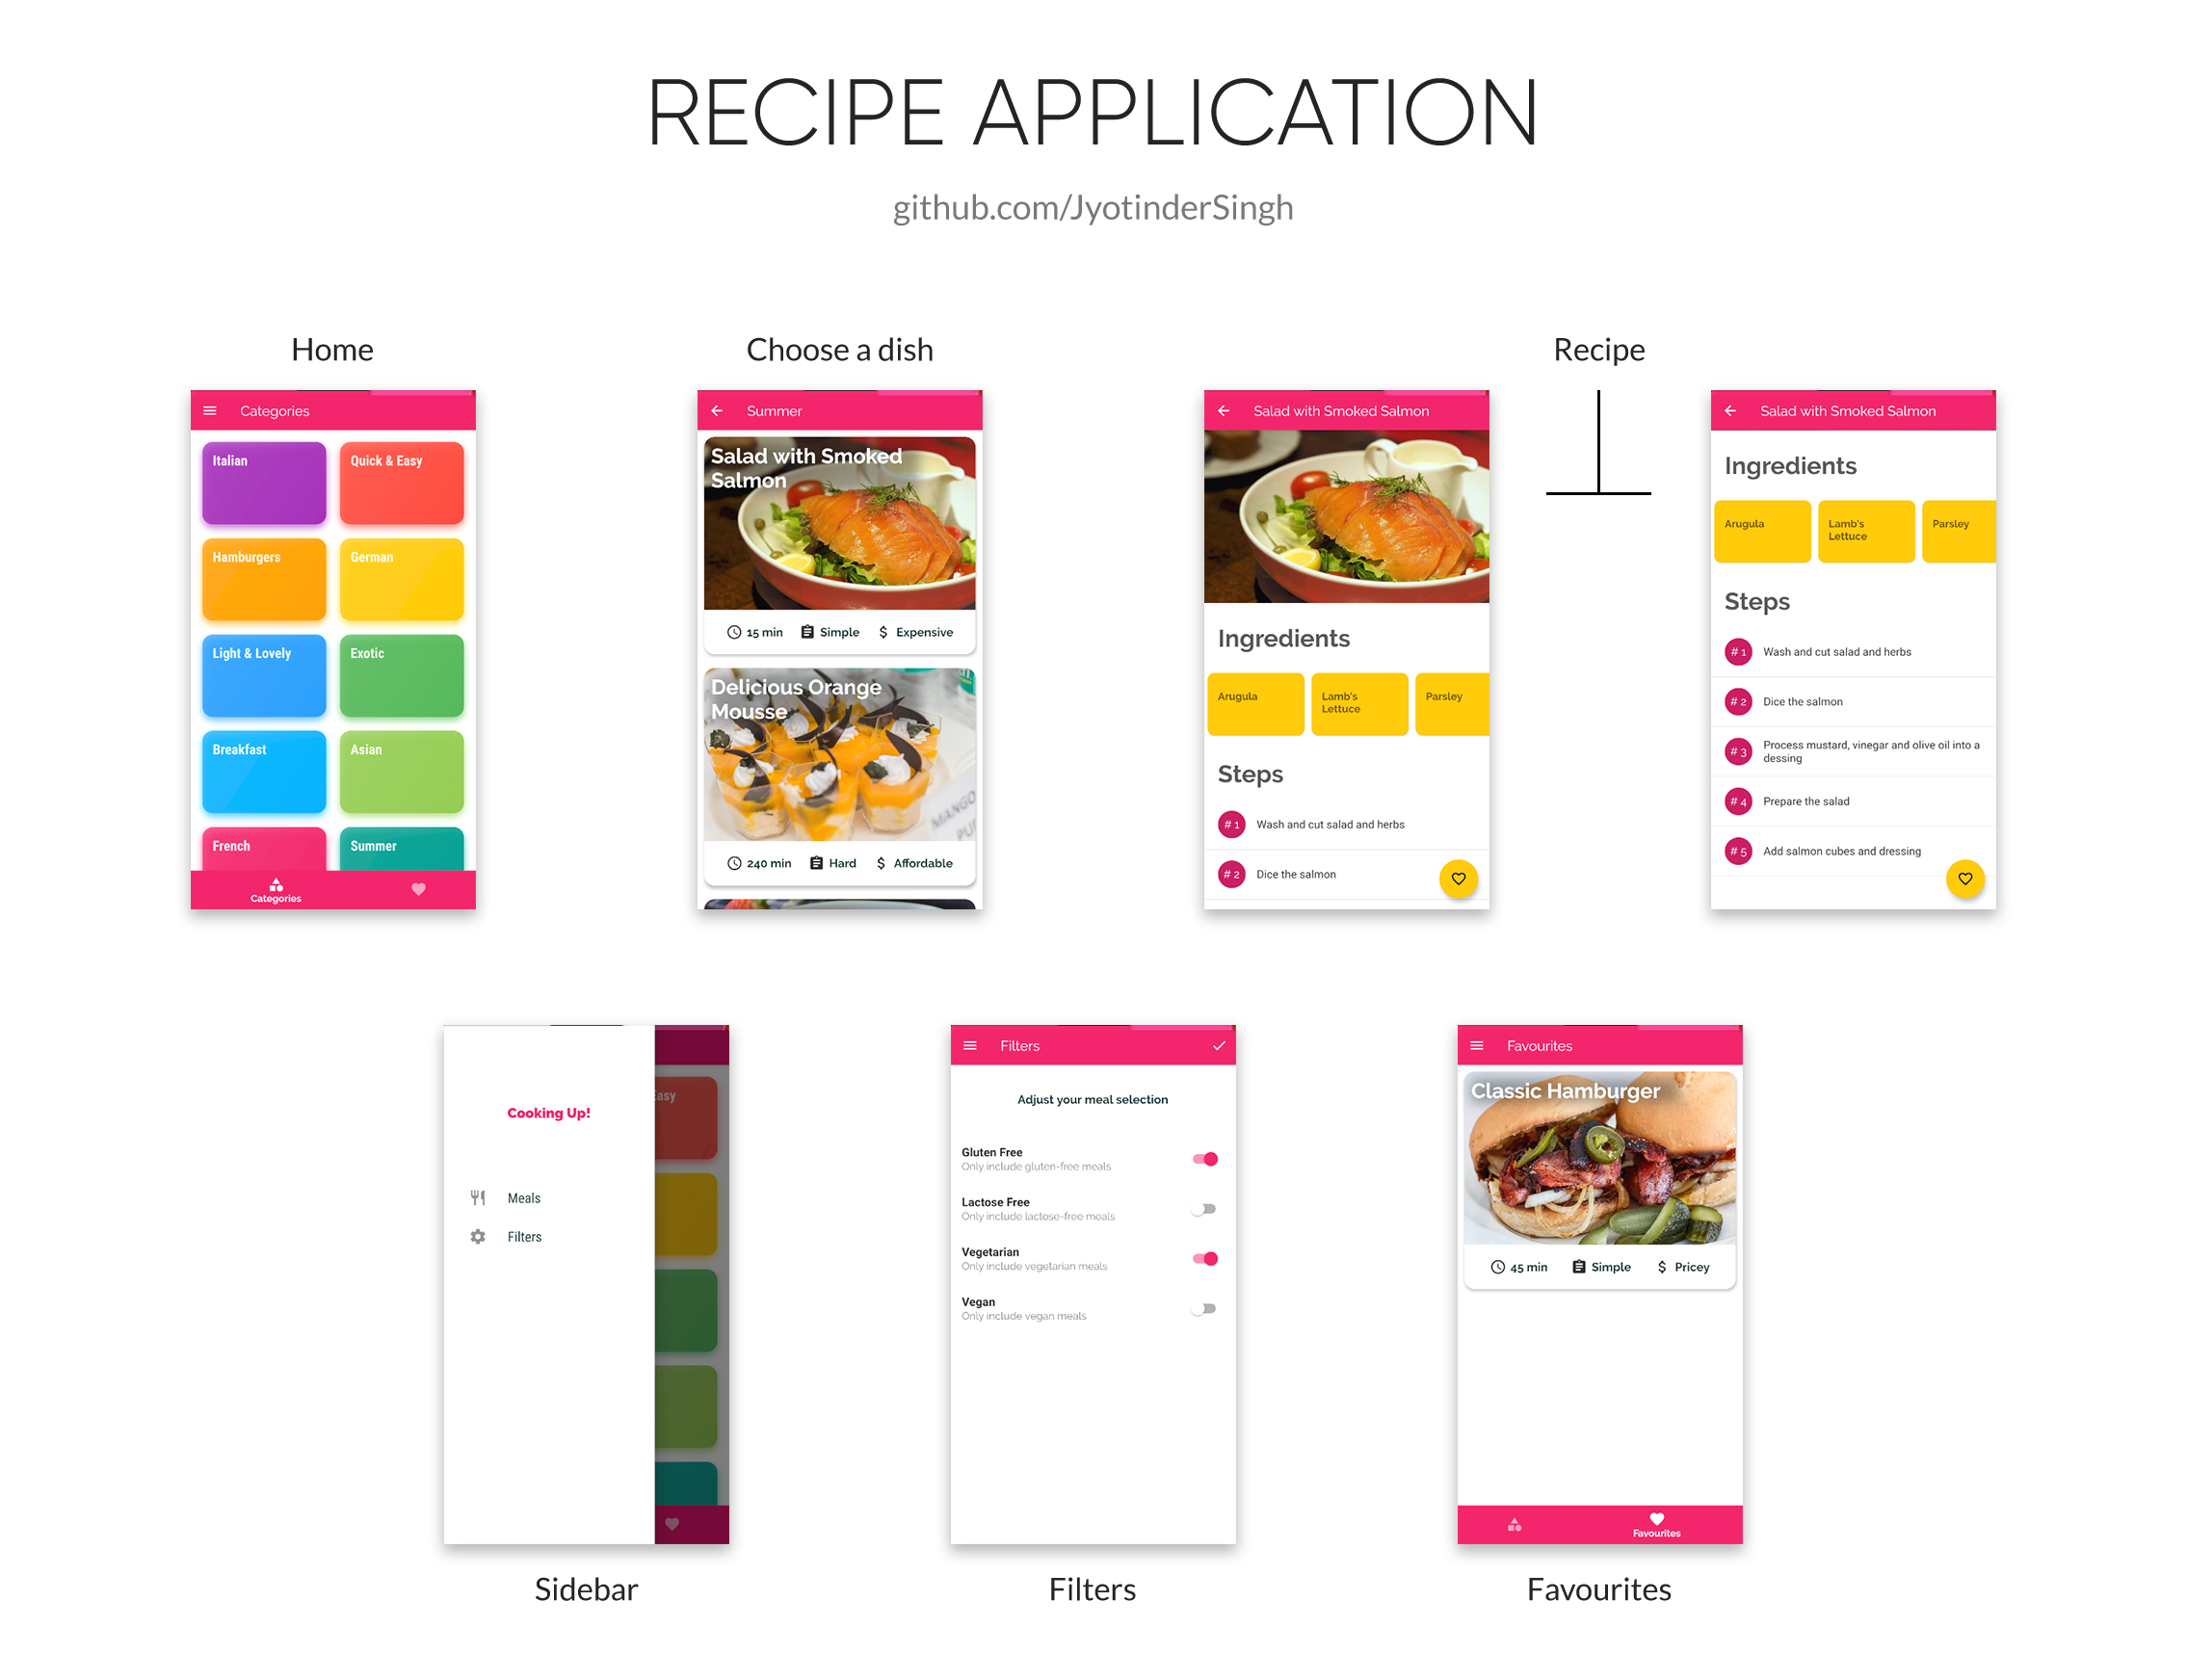 RECIPE APPLICATION
github.com/JyotinderSingh
Home
Categories
Italian
Quick & Easy
Hamburgers
German
Light & Lovely
Exotic
Breakfast
Asian
French
Summer
Categories
Choose a dish
Summer
Salad with Smoked
Salmon
15 min Simple $ Expensive
Delicious Orange
Mousse
MANGO
240 min Hard $ Affordable
Recipe
Salad with Smoked Salmon
Ingredients
Arugula
Lamb's
Lettuce
Parsley
Steps
# 1 Wash and cut salad and herbs
# 2 Dice the salmon
Salad with Smoked Salmon
Ingredients
Arugula
Lamb's
Lettuce
Parsley
Steps
# 1 Wash and cut salad and herbs
# 2 Dice the salmon
# 3 Process mustard, vinegar and olive oil into a
dessing
# 4 Prepare the salad
# 5 Add salmon cubes and dressing
Cooking Up!
Easy
Meals
Filters
Sidebar
Filters
Adjust your meal selection
Gluten Free
Only include gluten-free meals
Lactose Free
Only include lactose-free meals
Vegetarian
Only include vegetarian meals
Vegan
Only include vegan meals
Filters
Favourites
Classic Hamburger
45 min Simple $ Pricey
Favourites
Favourites